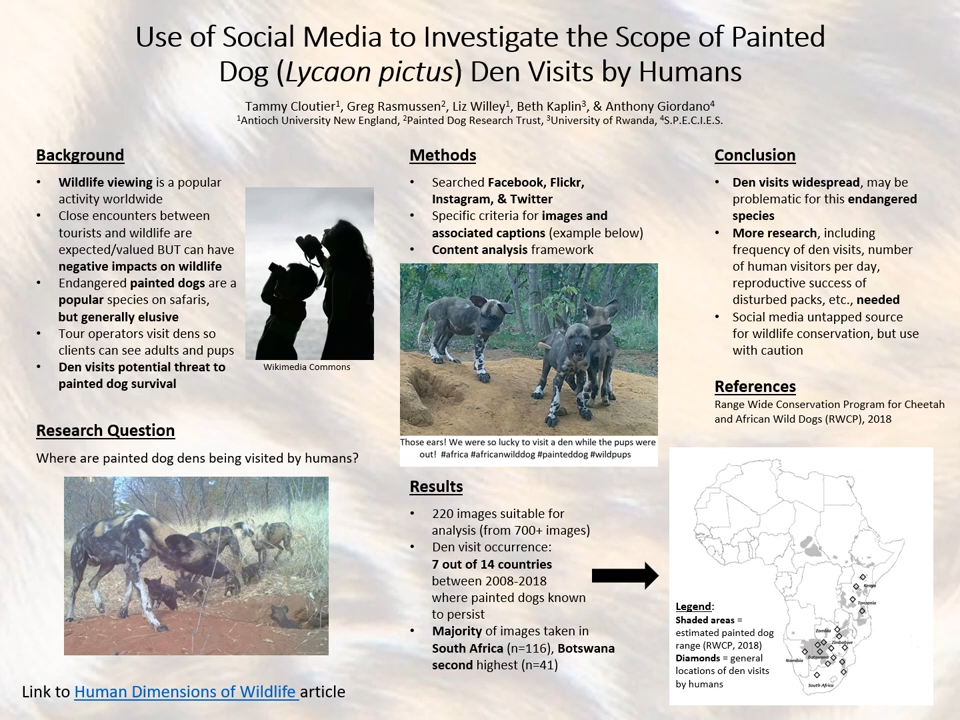 Use of Social Media to Investigate the Scope of Painted
Dog (Lycaon pictus) Den Visits by Humans
Tammy Cloutier¹, Greg Rasmussen², Liz Willey¹, Beth Kaplin³, & Anthony Giordano⁴
¹Antioch University New England, ²Painted Dog Research Trust, ³University of Rwanda, ⁴S.P.E.C.I.E.S.
Background
• Wildlife viewing is a popular
activity worldwide
• Close encounters between
tourists and wildlife are
expected/valued BUT can have
negative impacts on wildlife
• Endangered painted dogs are a
popular species on safaris,
but generally elusive
• Tour operators visit dens so
clients can see adults and pups
• Den visits potential threat to
painted dog survival
Wikimedia Commons
Research Question
Where are painted dog dens being visited by humans?
Link to Human Dimensions of Wildlife article
Methods
• Searched Facebook, Flickr,
Instagram, & Twitter
• Specific criteria for images and
associated captions (example below)
• Content analysis framework
Those ears! We were so lucky to visit a den while the pups were
out! #africa #africanwilddog #painteddog #wildpups
Results
• 220 images suitable for
analysis (from 700+ images)
• Den visit occurrence:
7 out of 14 countries
between 2008-2018
where painted dogs known
to persist
• Majority of images taken in
South Africa (n=116), Botswana
second highest (n=41)
Conclusion
• Den visits widespread, may be
problematic for this endangered
species
• More research, including
frequency of den visits, number
of human visitors per day,
reproductive success of
disturbed packs, etc., needed
• Social media untapped source
for wildlife conservation, but use
with caution
References
Range Wide Conservation Program for Cheetah
and African Wild Dogs (RWCP), 2018
Legend:
Shaded areas =
estimated painted dog
range (RWCP, 2018)
Diamonds = general
locations of den visits
by humans
Kenya
Tanzania
Zambia
Zimbabwe
Namibia
Botswana
South Africa